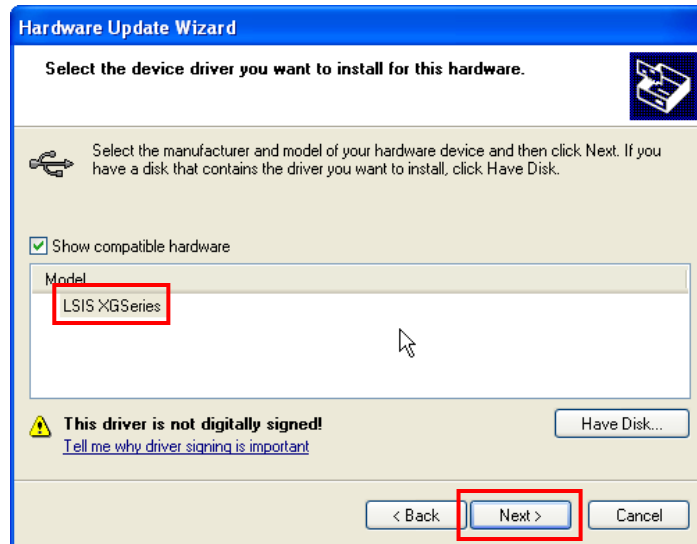 Hardware Update Wizard
Select the device driver you want to install for this hardware.
Select the manufacturer and model of your hardware device and then click Next. If you
have a disk that contains the driver you want to install, click Have Disk.
Show compatible hardware
Model
LSIS XGSeries
This driver is not digitally signed!
Have Disk...
Tell me why driver signing is important
< Back
Next >
Cancel